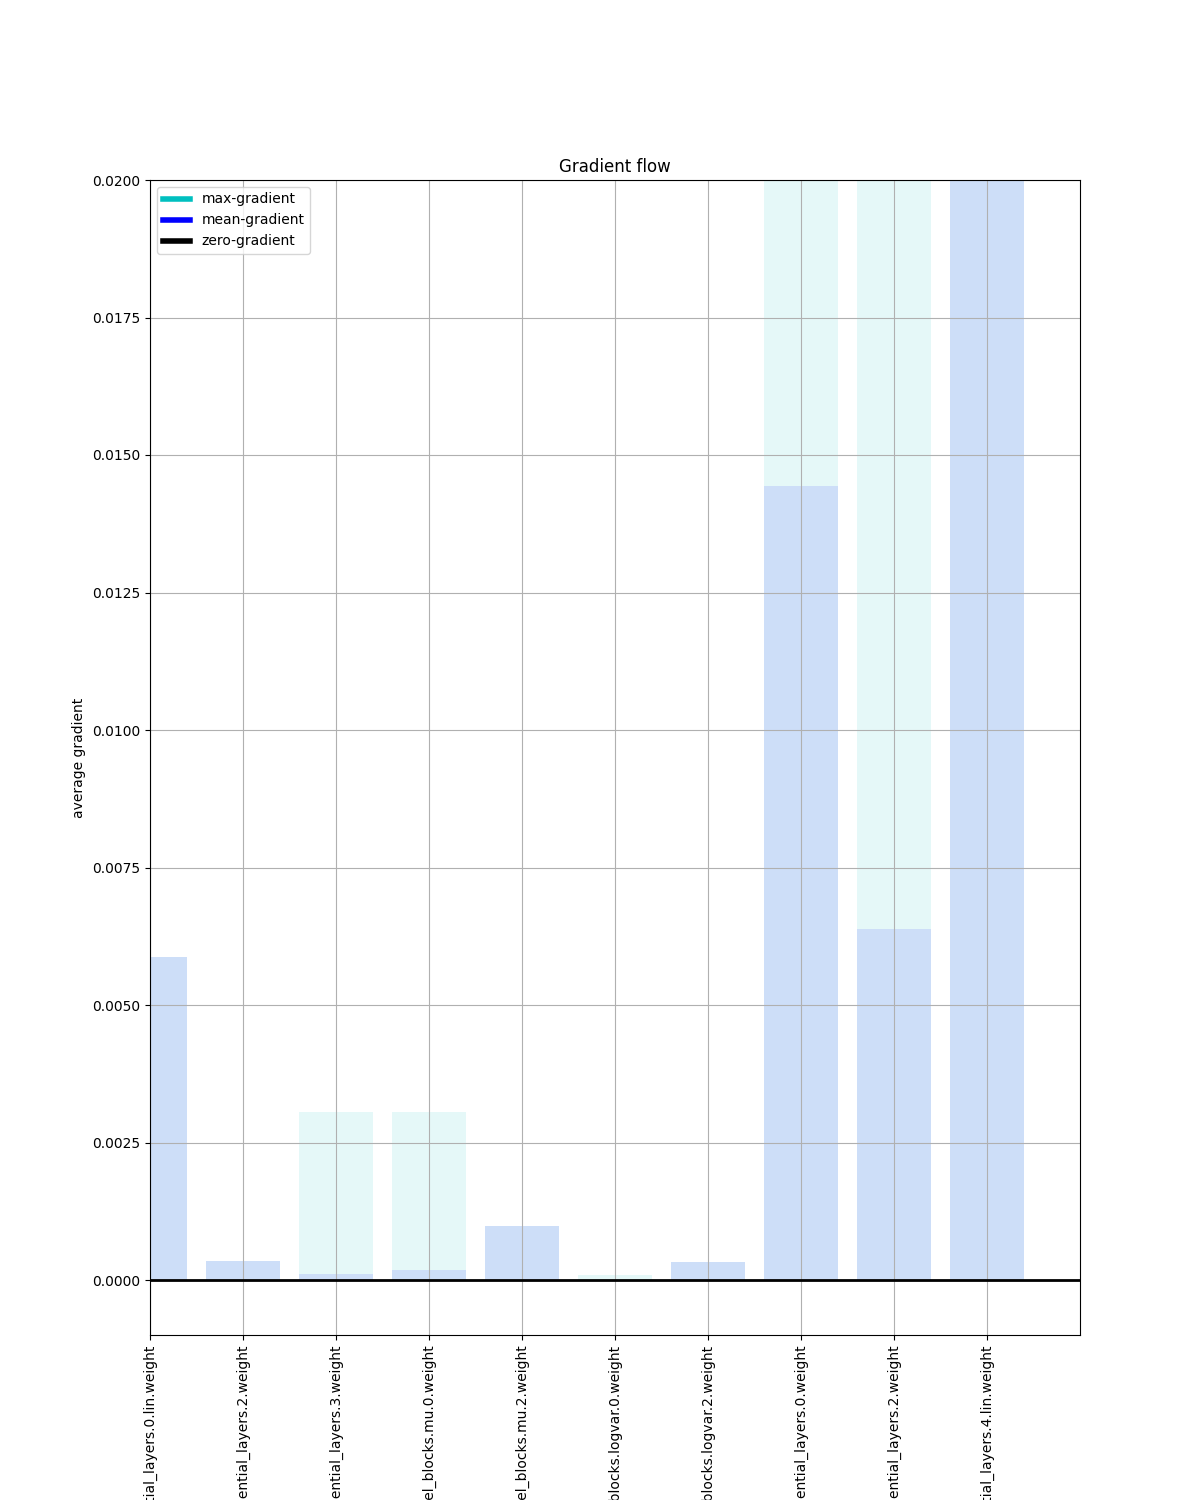 Gradient flow
max-gradient
mean-gradient
zero-gradient
0.0200
0.0175
0.0150
0.0125
0.0100
0.0075
0.0050
0.0025
0.0000
average gradient
tial_layers.0.lin.weight
ential_layers.2.weight
ential_layers.3.weight
el_blocks.mu.0.weight
el_blocks.mu.2.weight
blocks.logvar.0.weight
blocks.logvar.2.weight
ential_layers.0.weight
ential_layers.2.weight
tial_layers.4.lin.weight